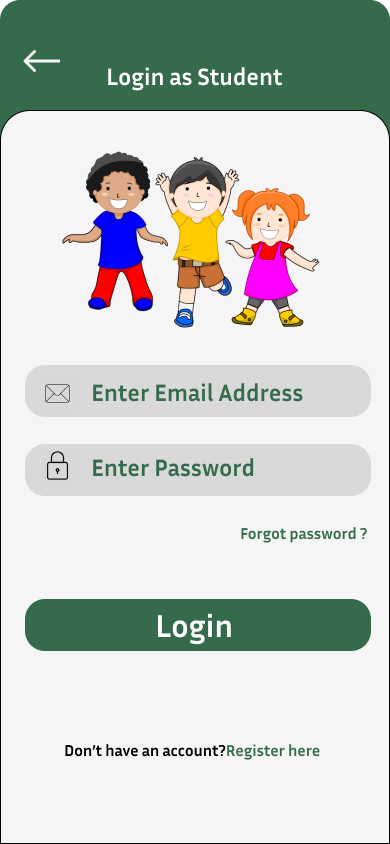 Login as Student
Enter Email Address
Enter Password
Forgot password ?
Login
Don’t have an account?Register here